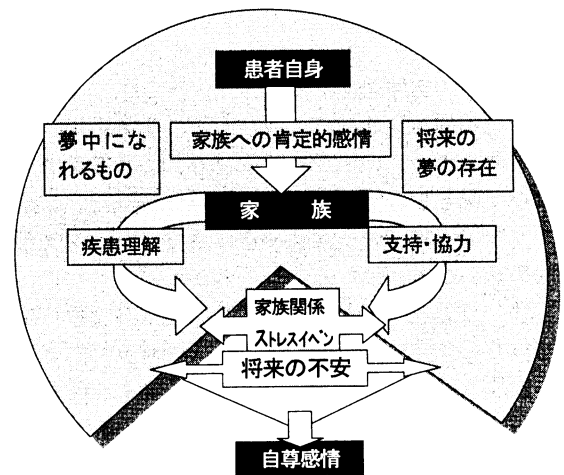 患者自身
夢中にな
れるもの
家族への肯定的感情
将来の
夢の存在
家 族
疾患理解
支持・協力
家族関係
ストレスイベン
将来の不安
自尊感情